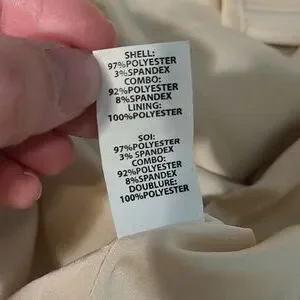 SHELL:
97%POLYESTER
3%SPANDEX
COMBO:
92%POLYESTER
8%SPANDEX
LINING:
100%POLYESTER
SOI:
97%POLYESTER
3% SPANDEX
COMBO:
92%POLYESTER
8%SPANDEX
DOUBLURE:
100%POLYESTER